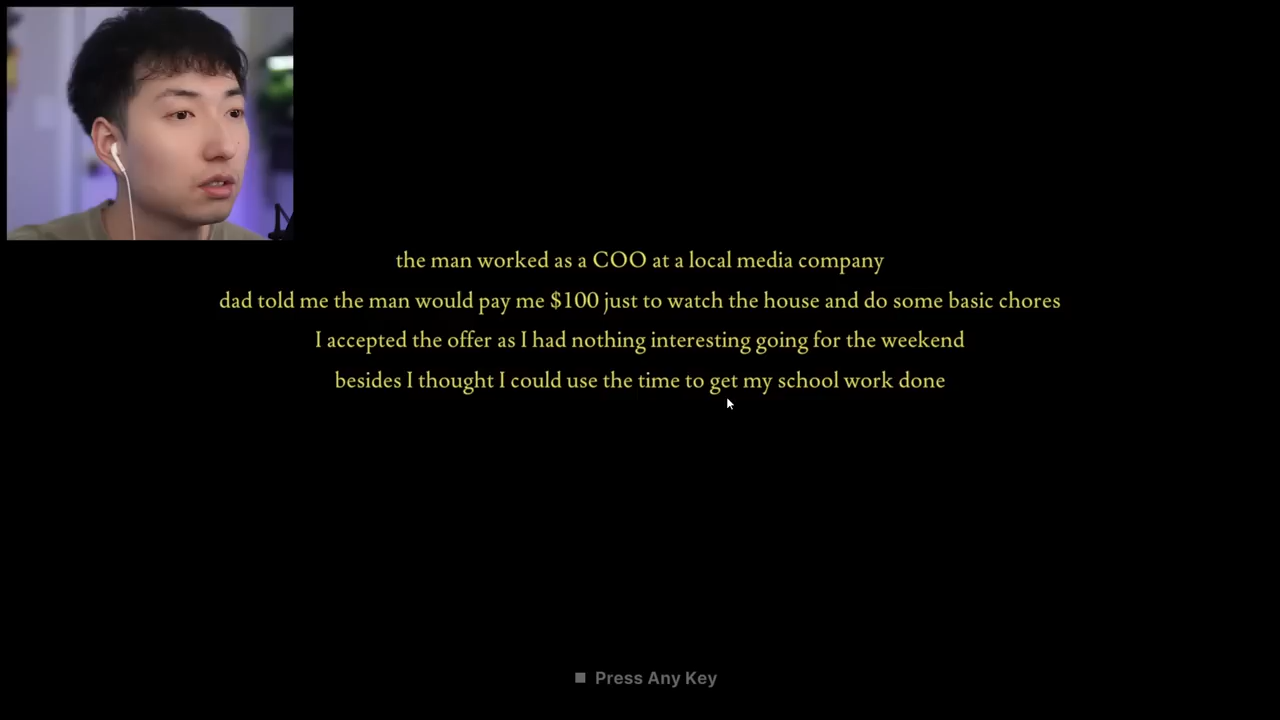 the man worked as a COO at a local media company
dad told me the man would pay me $100 just to watch the house and do some basic chores
I accepted the offer as I had nothing interesting going for the weekend
besides I thought I could use the time to get my school work done
Press Any Key